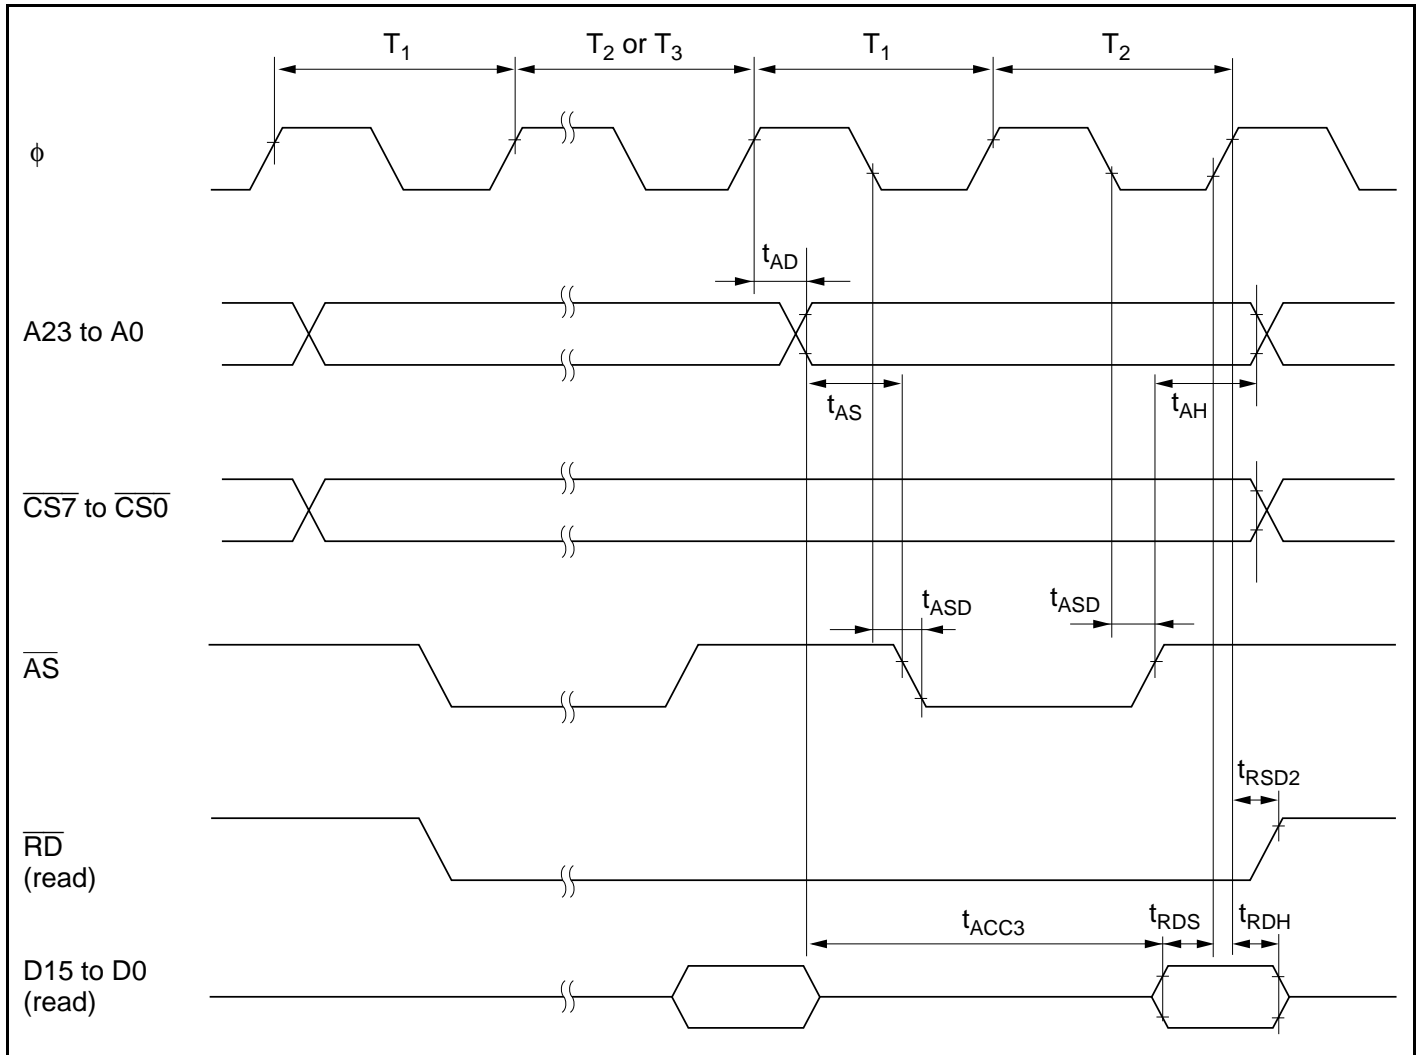 T1 T2 or T3 T1 T2
ϕ
tAD
A23 to A0
tAS tAH
CS7 to CS0
tASD tASD
AS
tRSD2
RD
(read)
tACC3 tRDS tRDH
D15 to D0
(read)